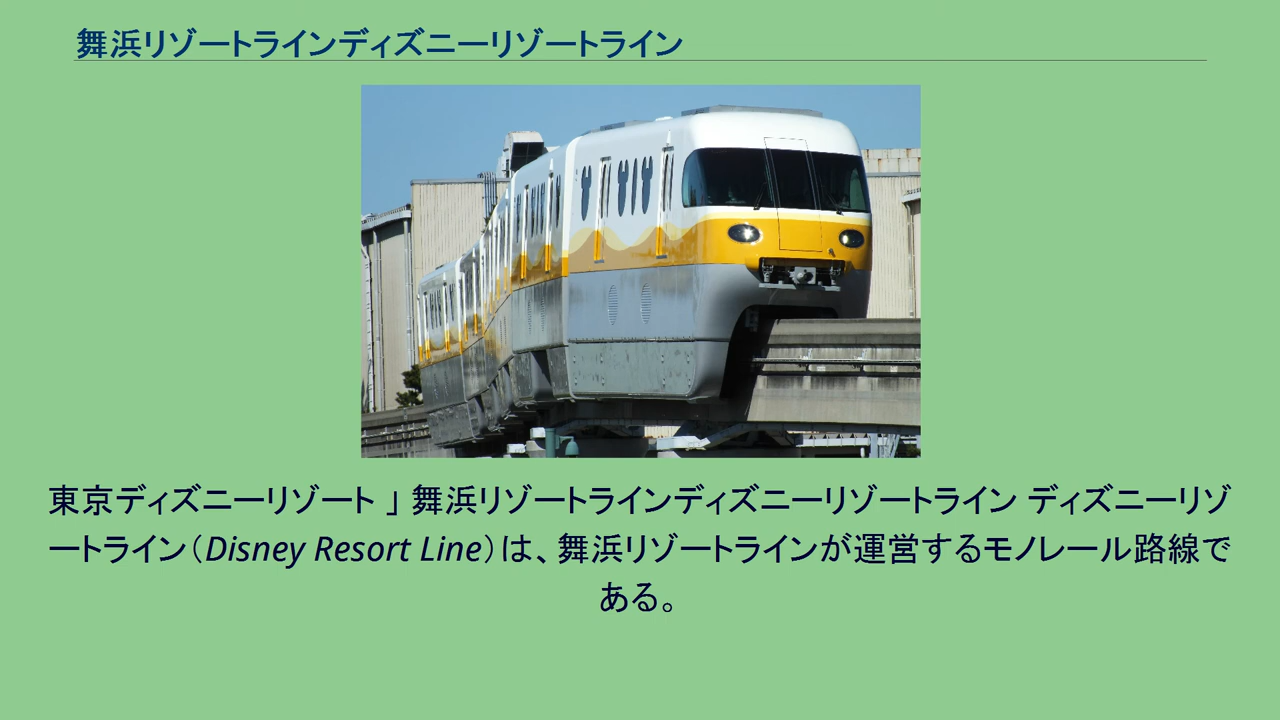 舞浜リゾートラインディズニーリゾートライン
東京ディズニーリゾート 」 舞浜リゾートラインディズニーリゾートライン ディズニーリゾ
ートライン（Disney Resort Line）は、舞浜リゾートラインが運営するモノレール路線で
ある。